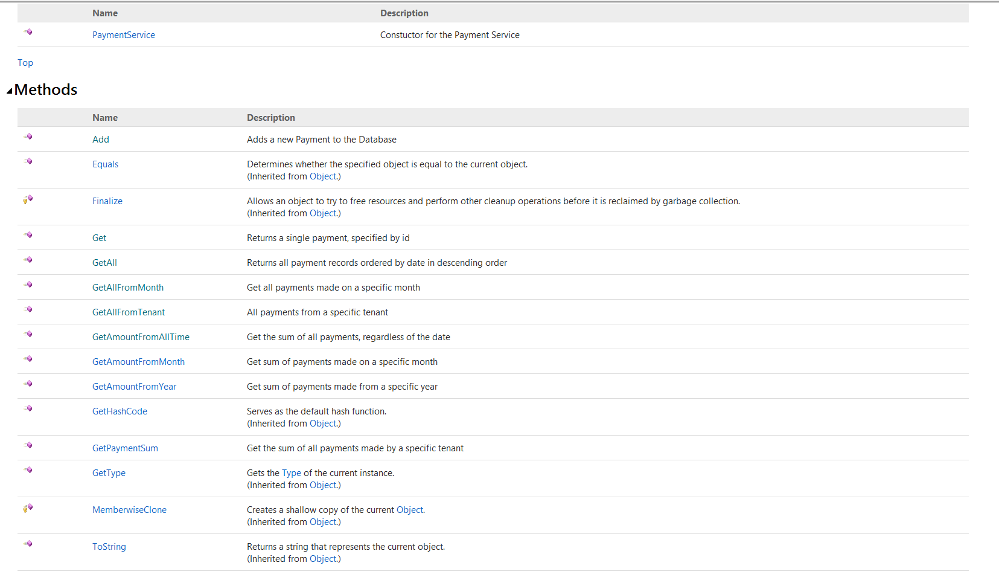 Name Description
PaymentService Constuctor for the Payment Service
Top
Methods
Name Description
Add Adds a new Payment to the Database
Equals Determines whether the specified object is equal to the current object.
(Inherited from Object.)
Finalize Allows an object to try to free resources and perform other cleanup operations before it is reclaimed by garbage collection.
(Inherited from Object.)
Get Returns a single payment, specified by id
GetAll Returns all payment records ordered by date in descending order
GetAllFromMonth Get all payments made on a specific month
GetAllFromTenant All payments from a specific tenant
GetAmountFromAllTime Get the sum of all payments, regardless of the date
GetAmountFromMonth Get sum of payments made on a specific month
GetAmountFromYear Get sum of payments made from a specific year
GetHashCode Serves as the default hash function.
(Inherited from Object.)
GetPaymentSum Get the sum of all payments made by a specific tenant
GetType Gets the Type of the current instance.
(Inherited from Object.)
MemberwiseClone Creates a shallow copy of the current Object.
(Inherited from Object.)
ToString Returns a string that represents the current object.
(Inherited from Object.)